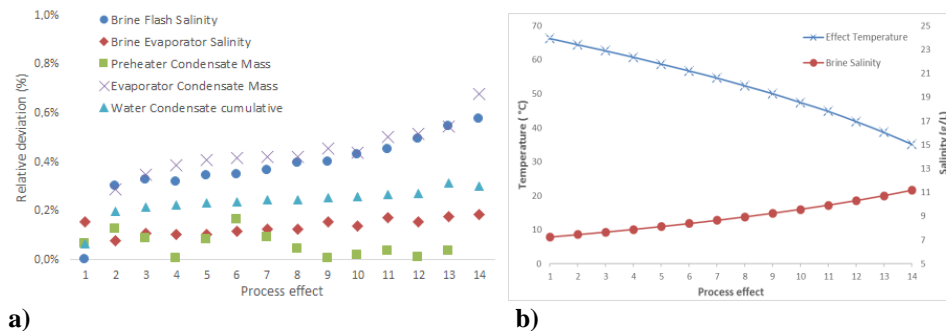 1,0%
0,8%
0,6%
0,4%
0,2%
0,0%
Relative deviation (%)
Brine Flash Salinity
Brine Evaporator Salinity
Preheater Condensate Mass
Evaporator Condensate Mass
Water Condensate cumulative
1 2 3 4 5 6 7 8 9 10 11 12 13 14
Process effect
a)
70
60
50
40
30
20
10
0
Temperature ( °C)
Effect Temperature
Brine Salinity
25
23
21
19
17
15
13
11
9
7
5
Salinity (g/L)
1 2 3 4 5 6 7 8 9 10 11 12 13 14
Process effect
b)